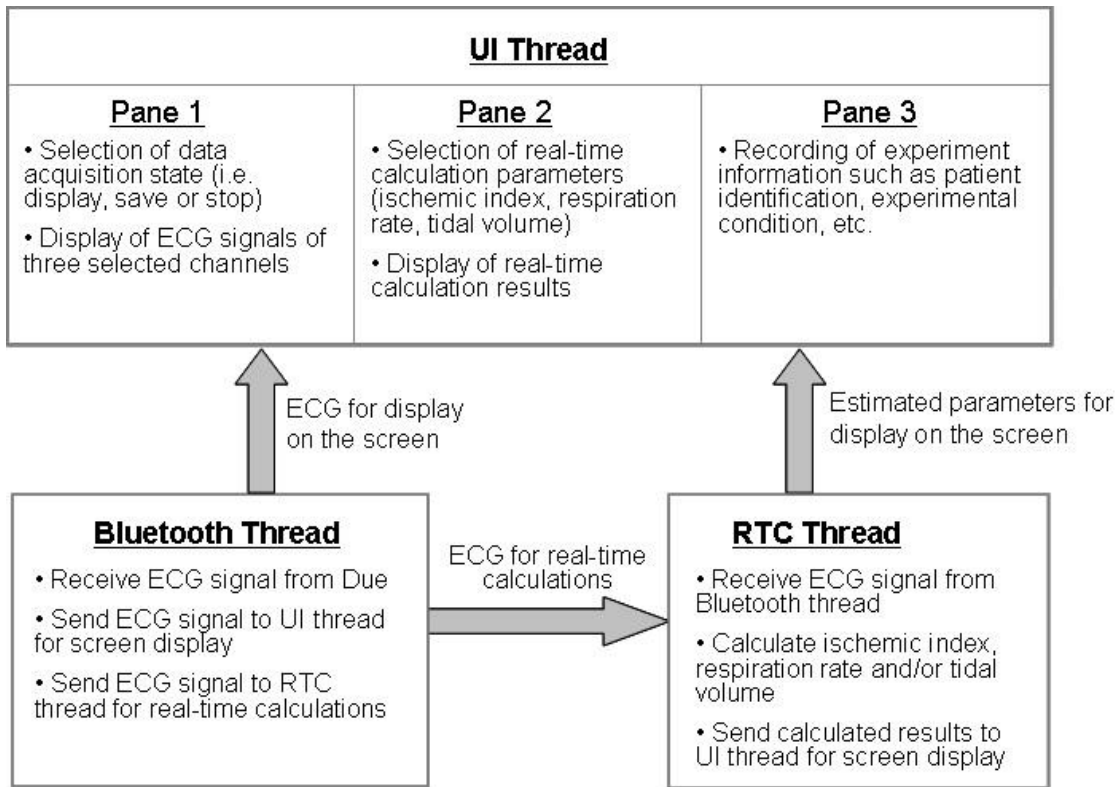 UI Thread
Pane 1
• Selection of data
acquisition state (i.e.
display, save or stop)
• Display of ECG signals of
three selected channels
Pane 2
• Selection of real-time
calculation parameters
(ischemic index, respiration
rate, tidal volume)
• Display of real-time
calculation results
Pane 3
• Recording of experiment
information such as patient
identification, experimental
condition, etc.
ECG for display
on the screen
Estimated parameters for
display on the screen
Bluetooth Thread
• Receive ECG signal from Due
• Send ECG signal to UI thread
for screen display
• Send ECG signal to RTC
thread for real-time calculations
ECG for real-time
calculations
RTC Thread
• Receive ECG signal from
Bluetooth thread
• Calculate ischemic index,
respiration rate and/or tidal
volume
• Send calculated results to
UI thread for screen display